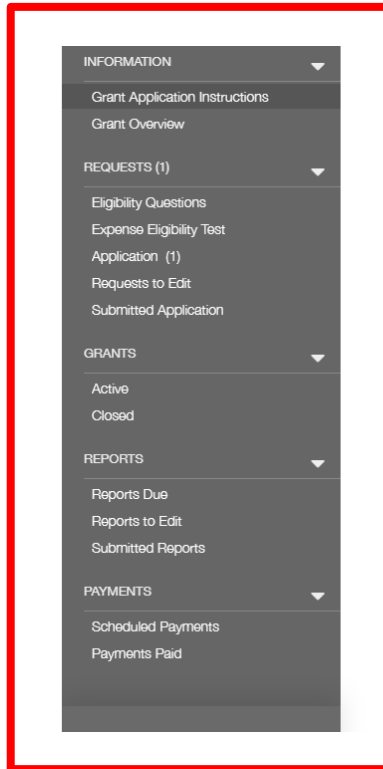 INFORMATION
Grant Application Instructions
Grant Overview
REQUESTS (1)
Eligibility Questions
Expense Eligibility Test
Application (1)
Requests to Edit
Submitted Application
GRANTS
Active
Closed
REPORTS
Reports Due
Reports to Edit
Submitted Reports
PAYMENTS
Scheduled Payments
Payments Paid